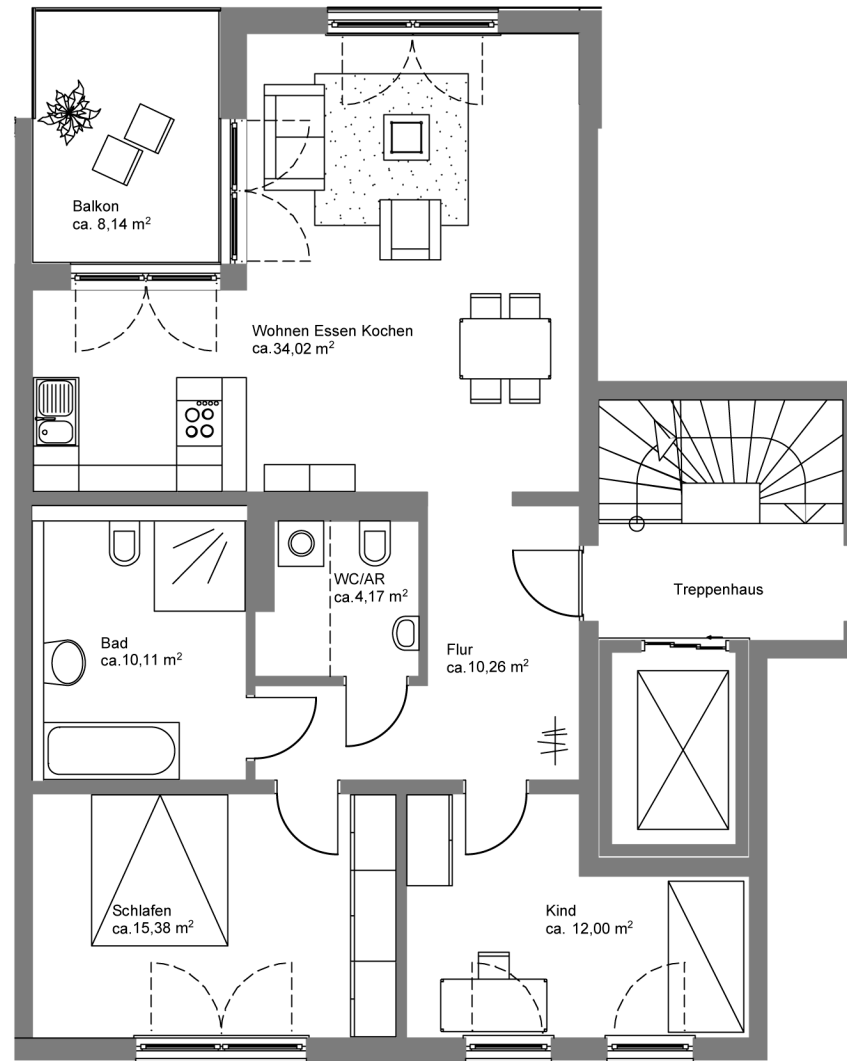 Balkon
ca. 8,14 m²
Wohnen Essen Kochen
ca.34,02 m²
WC/AR
ca.4,17 m²
Treppenhaus
Bad
ca.10,11 m²
Flur
ca.10,26 m²
Schlafen
ca.15,38 m²
Kind
ca. 12,00 m²